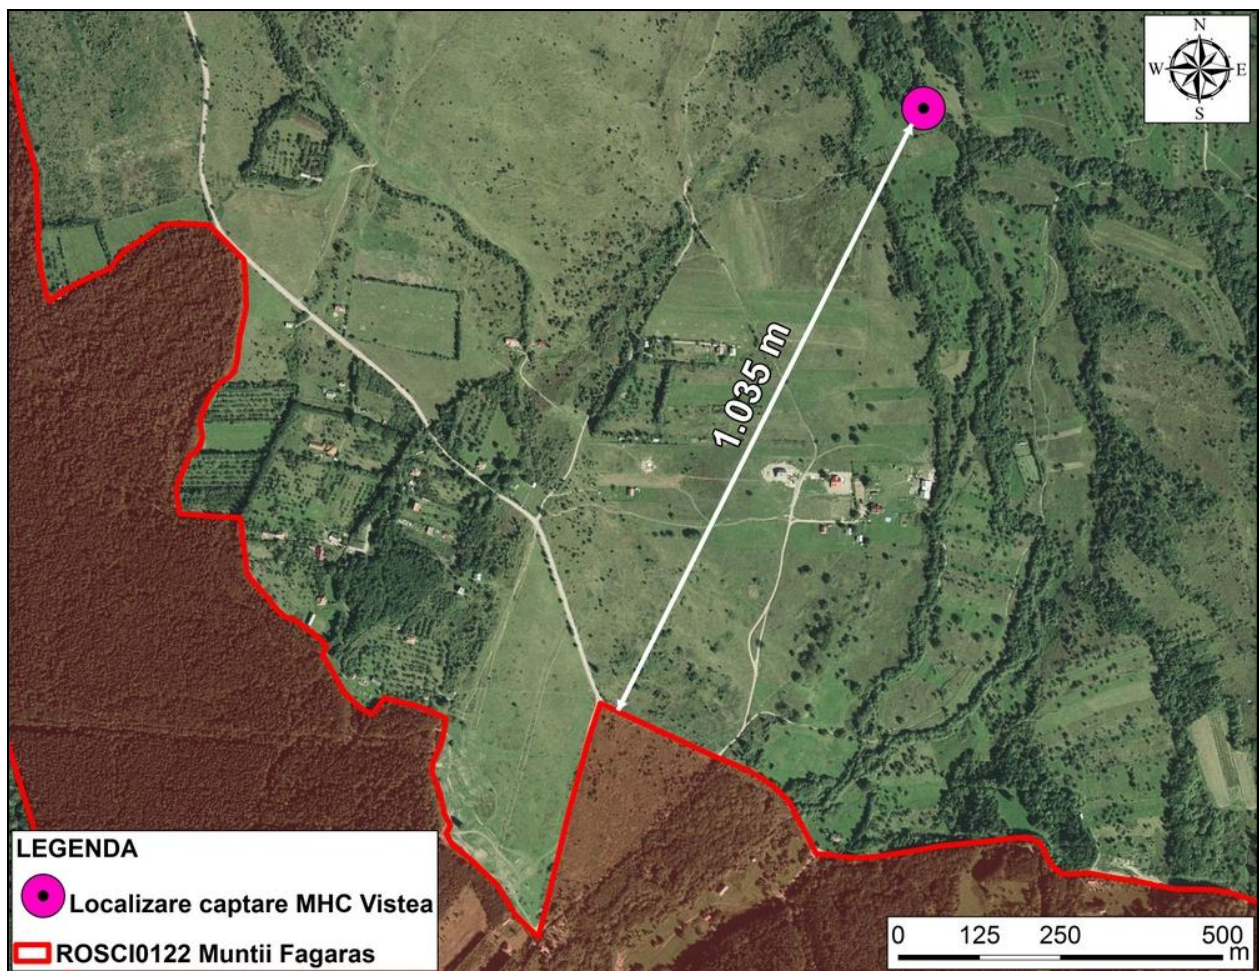 N
W E
S
1.035 m
LEGENDA
Localizare captare MHC Vistea
ROSCI0122 Muntii Fagaras
0 125 250 500
m